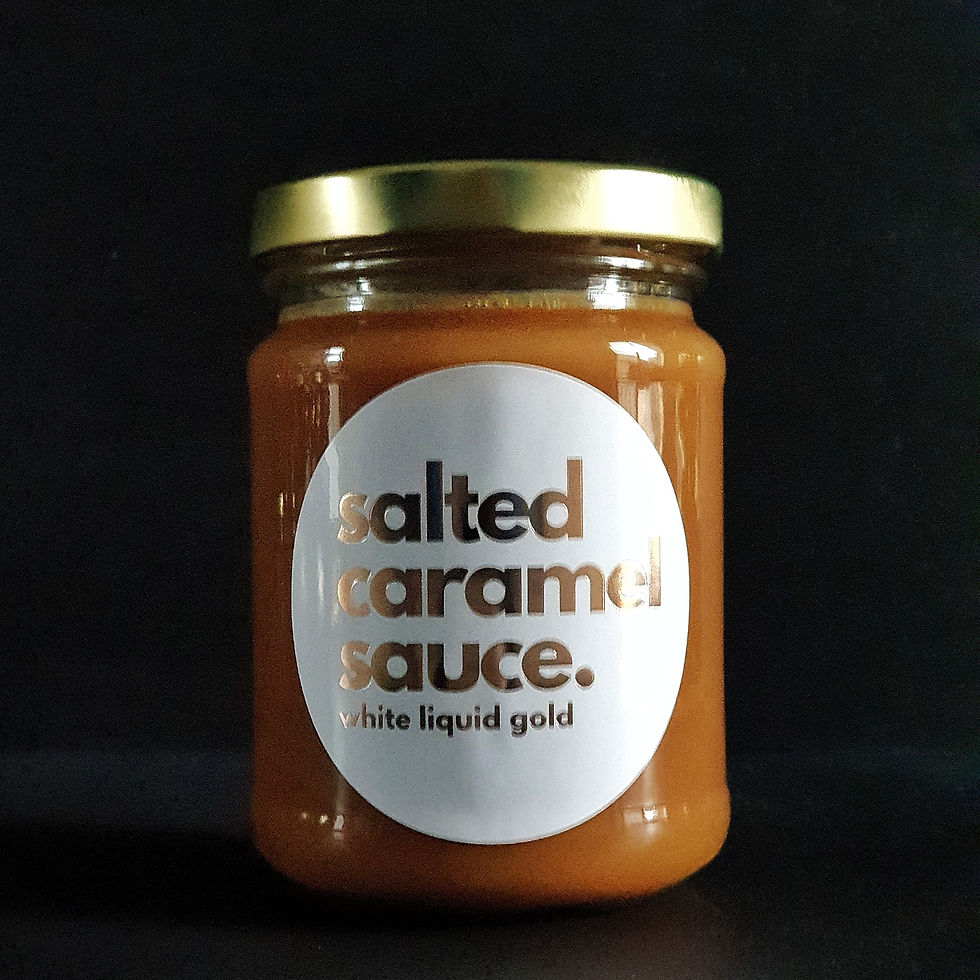 salted
caramel
sauce.
white liquid gold